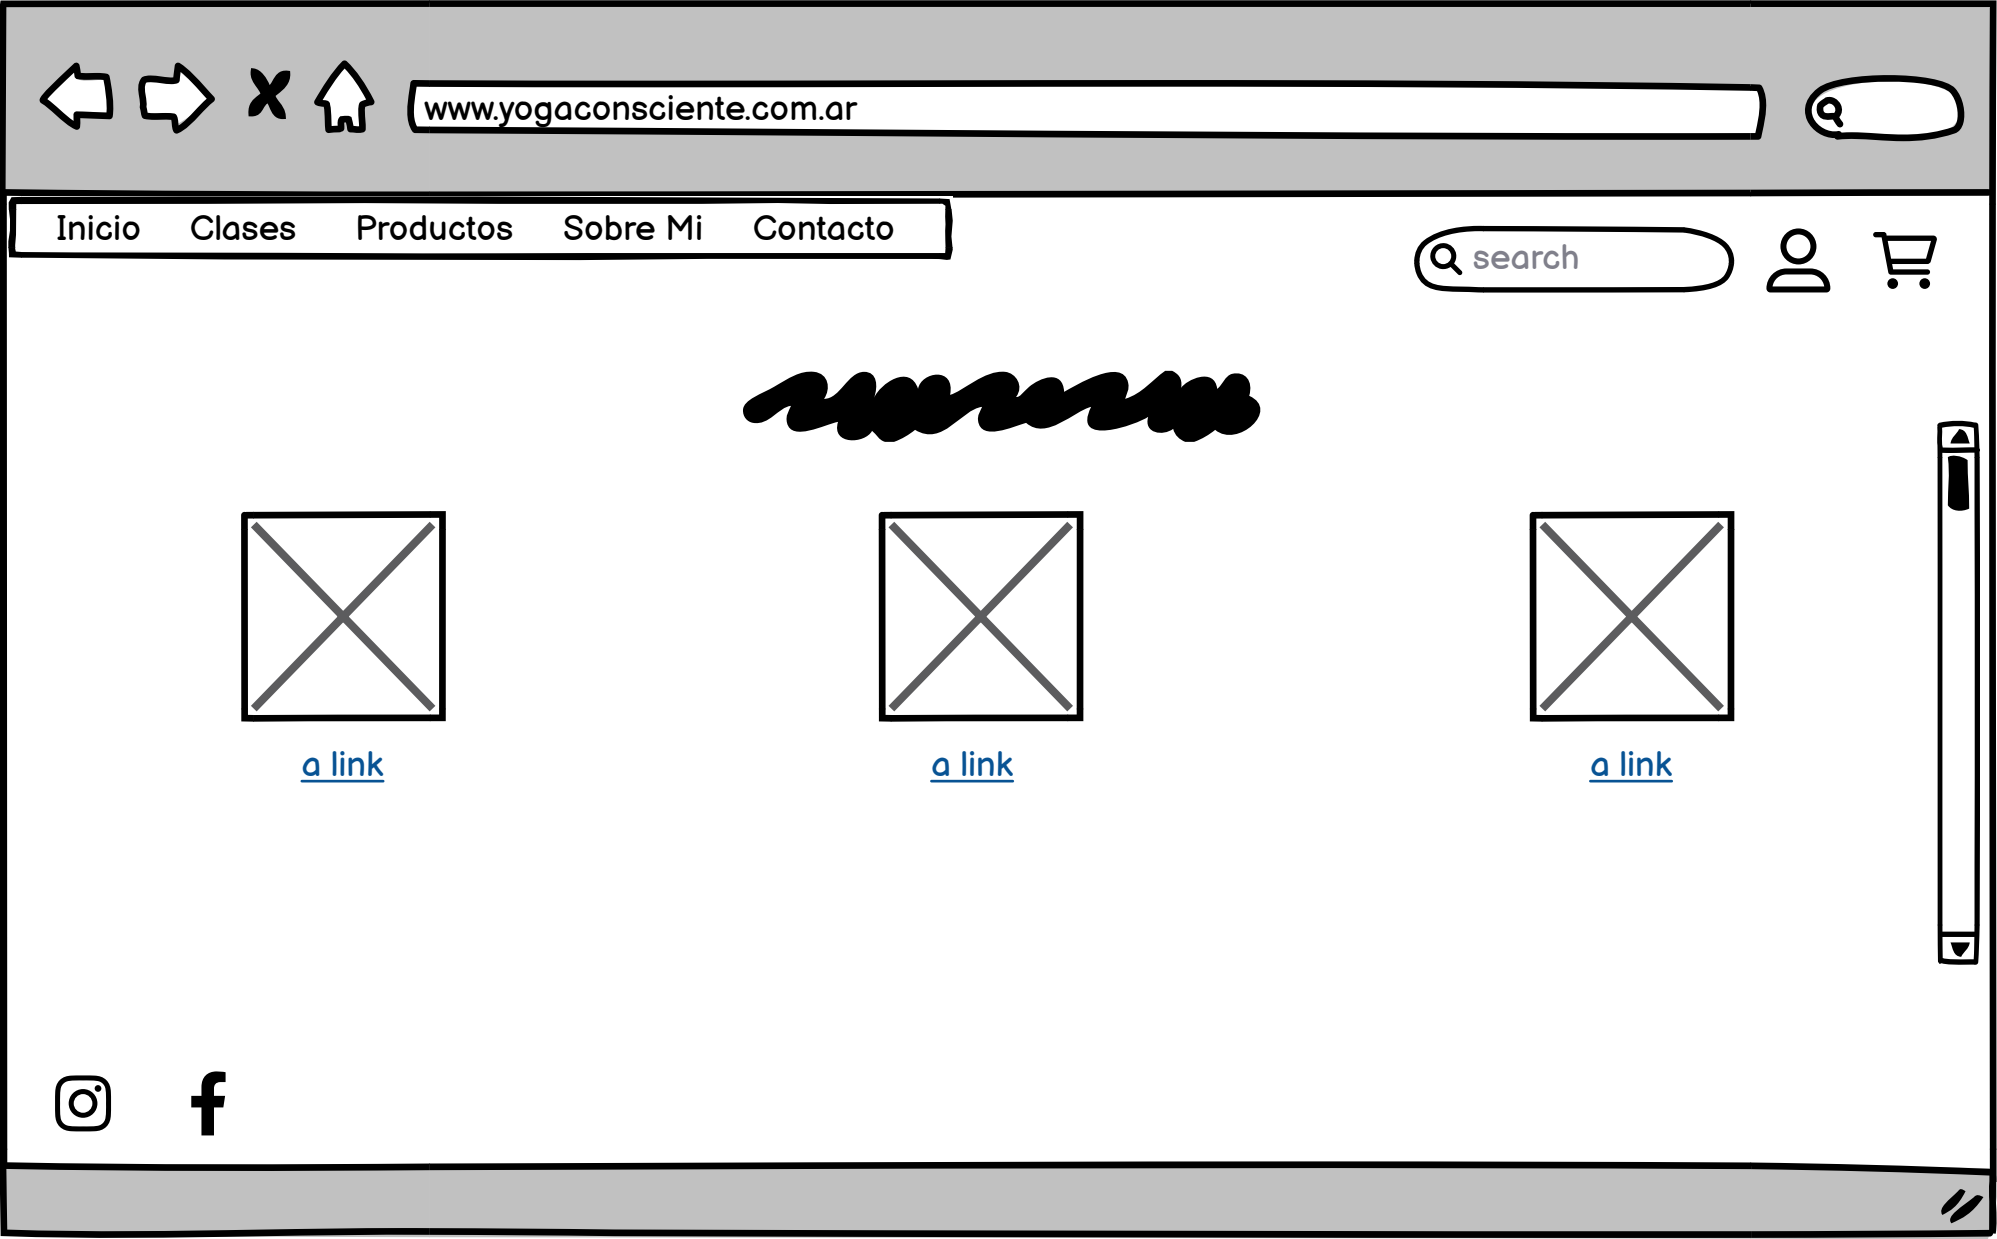 www.yogaconsciente.com.ar
Inicio Clases Productos Sobre Mi Contacto
search
a link a link a link